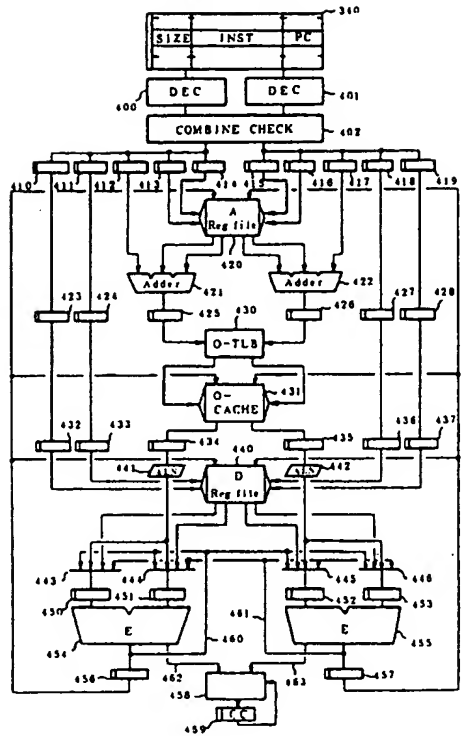 340
SIZE INST PC
DEC DEC
400 401
COMBINE CHECK 402
410 411 412 413 414 415 416 417 418 419
A
Reg file
420
Adder Adder
421 422
423 424 425 430 426 427 428
O-TLB
O-
CACHE
431
432 433 434 435 436 437
441 ALN 440 ALN 442
D
Reg file
443 444 445 446
450 451 452 453
461
460
E E
454 455
462 463
456 457
458
459